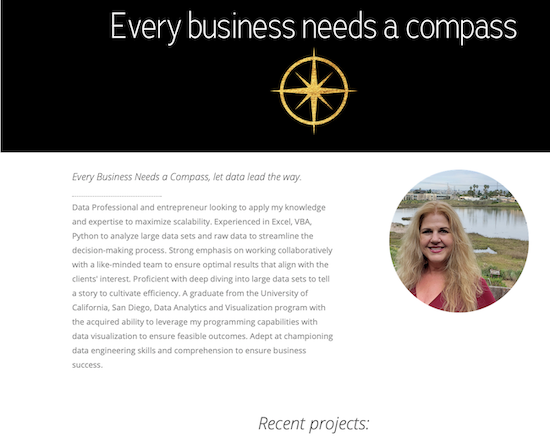 Every business needs a compass
Every Business Needs a Compass, let data lead the way.
Data Professional and entrepreneur looking to apply my knowledge
and expertise to maximize scalability. Experienced in Excel, VBA,
Python to analyze large data sets and raw data to streamline the
decision-making process. Strong emphasis on working collaboratively
with a like-minded team to ensure optimal results that align with the
clients' interest. Proficient with deep diving into large data sets to tell
a story to cultivate efficiency. A graduate from the University of
California, San Diego, Data Analytics and Visualization program with
the acquired ability to leverage my programming capabilities with
data visualization to ensure feasible outcomes. Adept at championing
data engineering skills and comprehension to ensure business
success.
Recent projects: